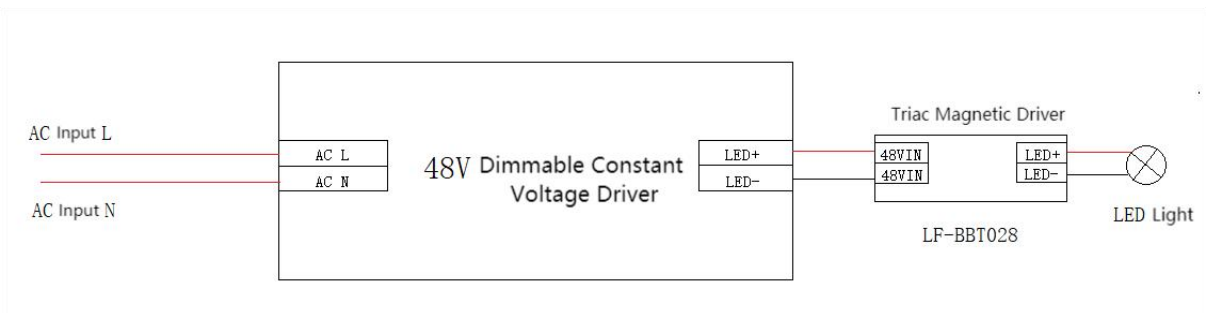 AC Input L
AC Input N
AC L
AC N
48V Dimmable Constant
Voltage Driver
LED+
LED-
Triac Magnetic Driver
48VIN
48VIN
LED+
LED-
LF-BBT028
LED Light